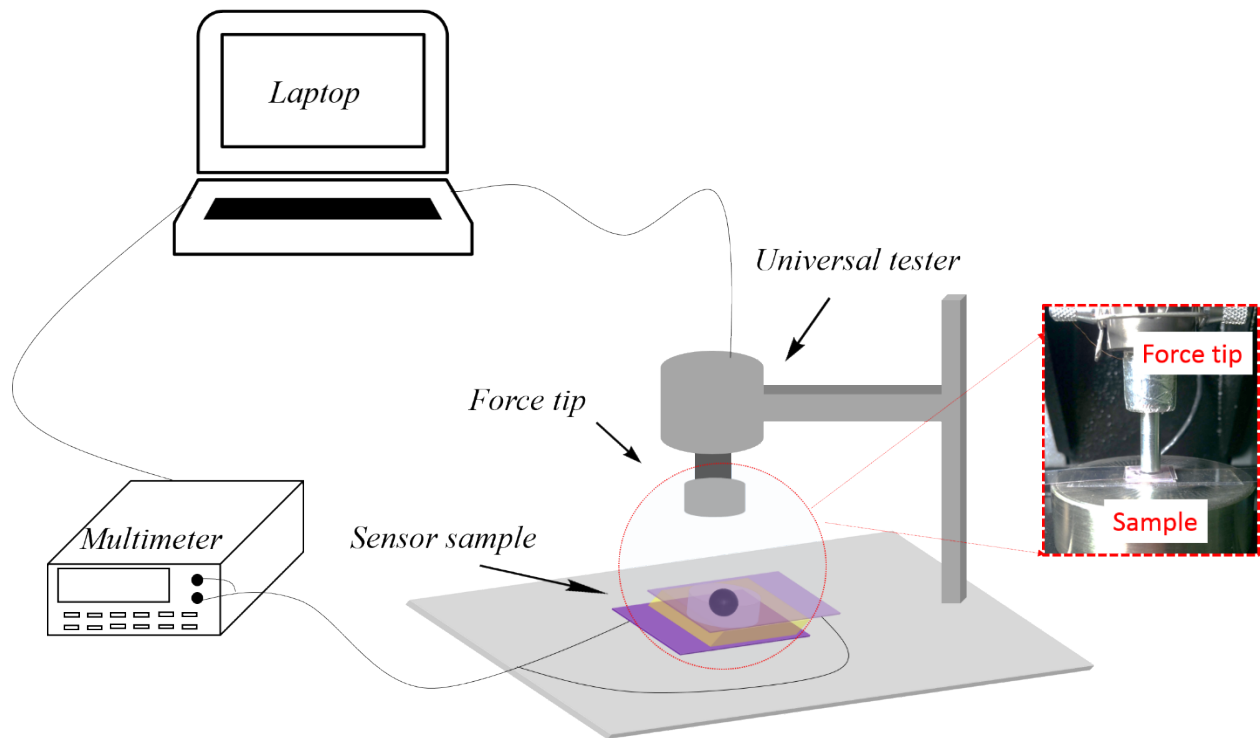 Laptop
Universal tester
Force tip
Force tip
Sample
Multimeter
Sensor sample